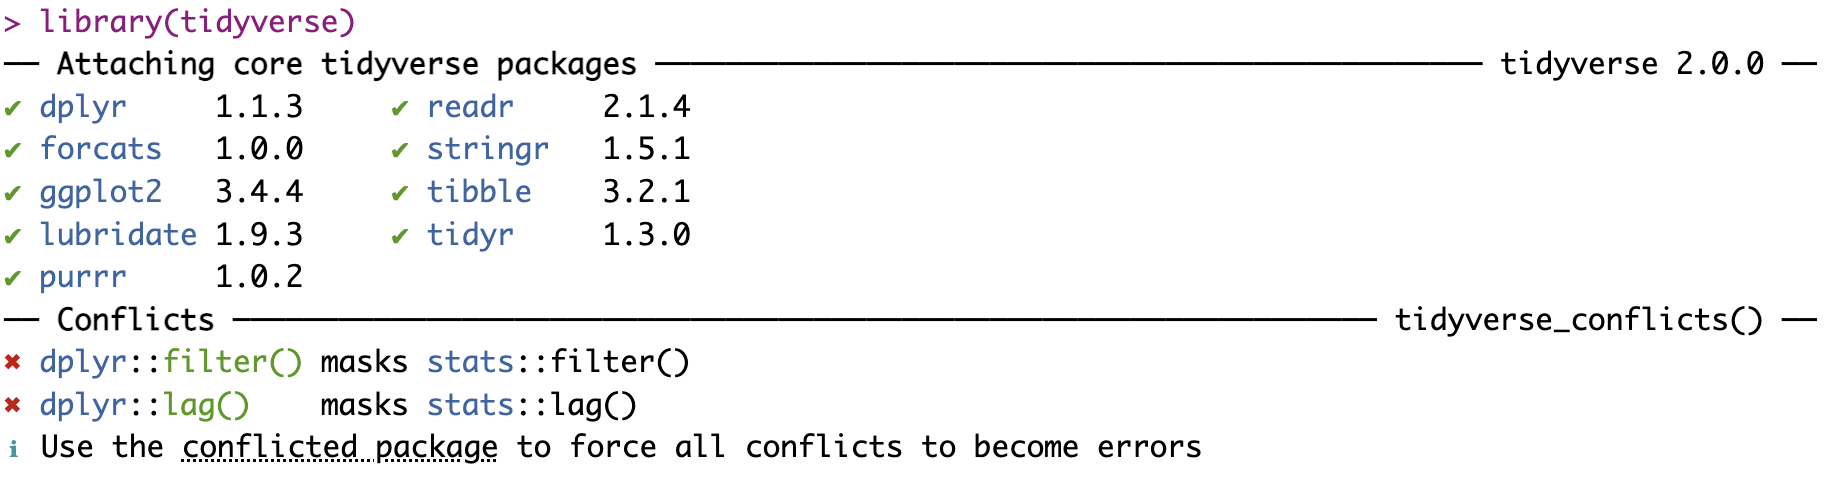 > library(tidyverse)
── Attaching core tidyverse packages ─────────────────────────────────────────────── tidyverse 2.0.0 ──
✔ dplyr     1.1.3     ✔ readr     2.1.4
✔ forcats   1.0.0     ✔ stringr   1.5.1
✔ ggplot2   3.4.4     ✔ tibble    3.2.1
✔ lubridate 1.9.3     ✔ tidyr     1.3.0
✔ purrr     1.0.2
── Conflicts ───────────────────────────────────────────────────────────────── tidyverse_conflicts() ──
✖ dplyr::filter() masks stats::filter()
✖ dplyr::lag()    masks stats::lag()
ℹ Use the conflicted package to force all conflicts to become errors